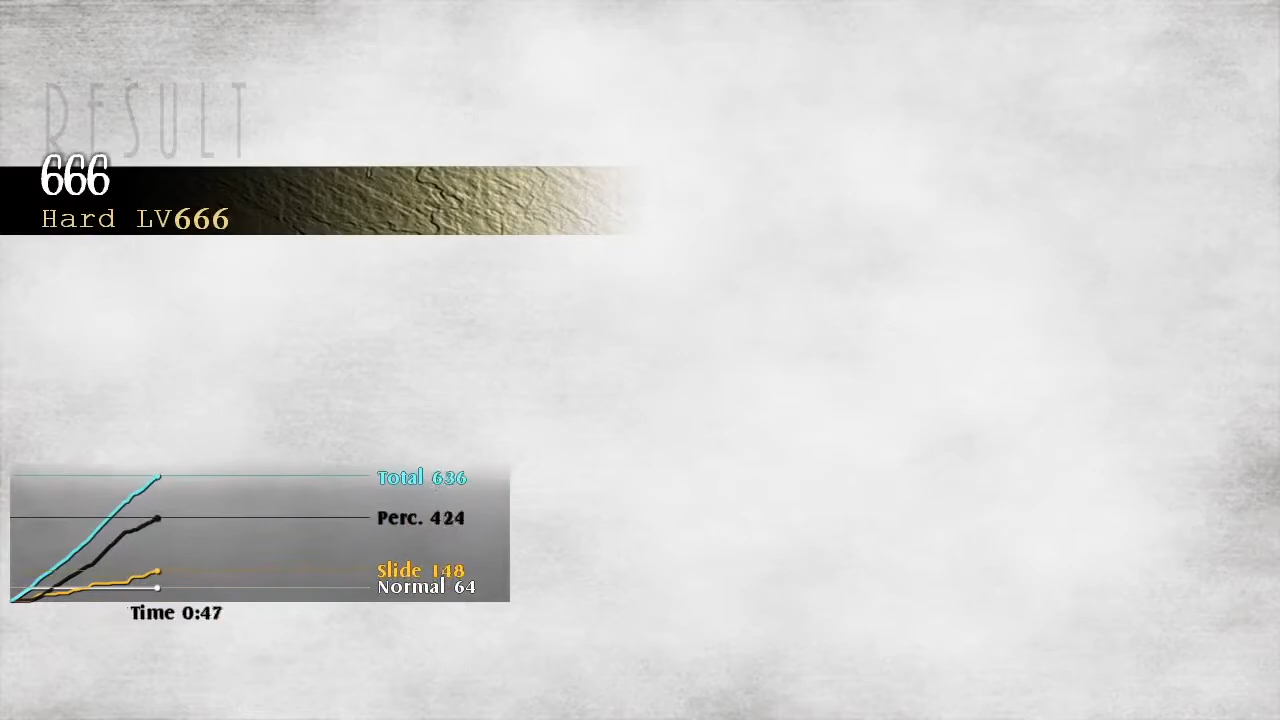 RESULT
666
Hard LV666
Total 636
Perc. 424
Slide 148
Normal 64
Time 0:47